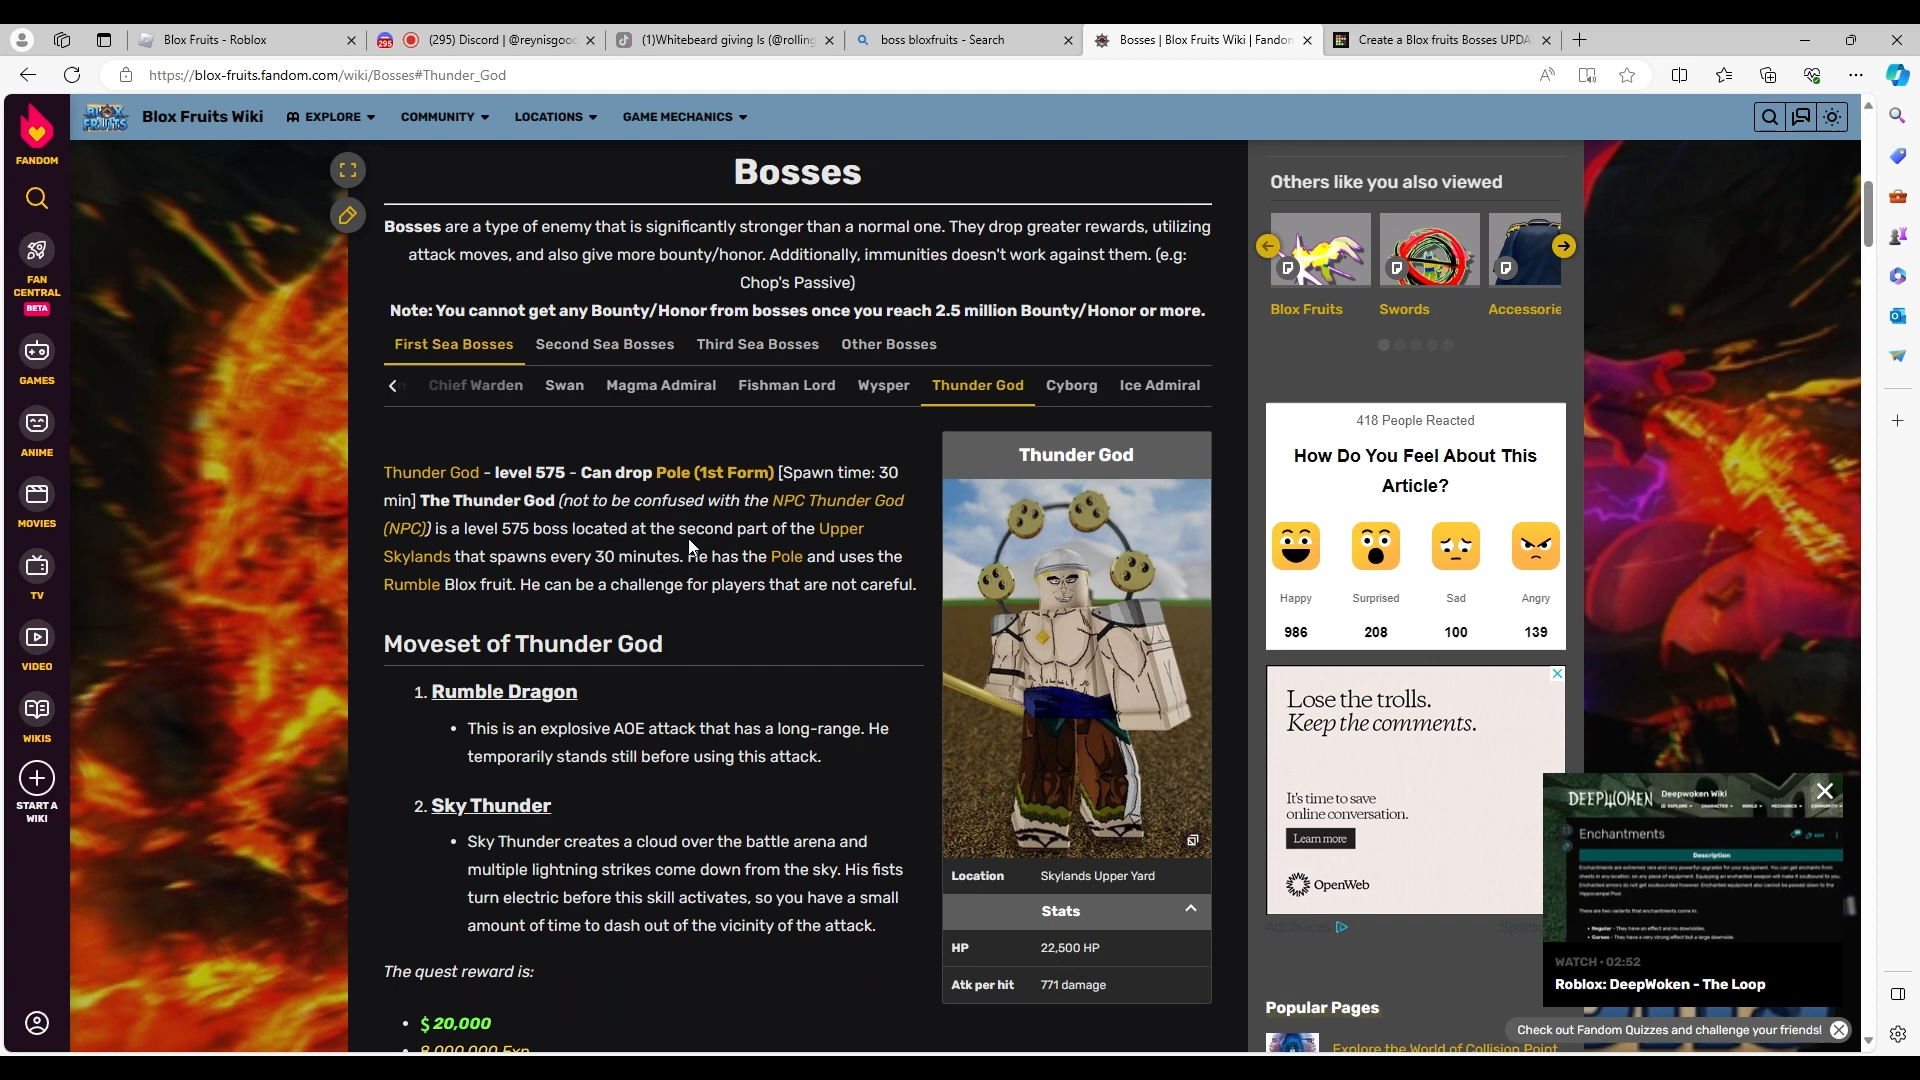 Blox Fruits - Roblox
295
(295) Discord | @reynisgood
(1)Whitebeard giving ls (@rolling
boss bloxfruits - Search
Bosses | Blox Fruits Wiki | Fandom
Create a Blox fruits Bosses UPDA
https://blox-fruits.fandom.com/wiki/Bosses#Thunder_God
BLOX FRUITS
Blox Fruits Wiki
EXPLORE
COMMUNITY
LOCATIONS
GAME MECHANICS
FANDOM
FAN CENTRAL
BETA
GAMES
ANIME
MOVIES
TV
VIDEO
WIKIS
START A
WIKI
Bosses
Bosses are a type of enemy that is significantly stronger than a normal one. They drop greater rewards, utilizing
attack moves, and also give more bounty/honor. Additionally, immunities doesn't work against them. (e.g:
Chop's Passive)
Note: You cannot get any Bounty/Honor from bosses once you reach 2.5 million Bounty/Honor or more.
First Sea Bosses
Second Sea Bosses
Third Sea Bosses
Other Bosses
Chief Warden
Swan
Magma Admiral
Fishman Lord
Wysper
Thunder God
Cyborg
Ice Admiral
Thunder God - level 575 - Can drop Pole (1st Form) [Spawn time: 30
min] The Thunder God (not to be confused with the NPC Thunder God
(NPC)) is a level 575 boss located at the second part of the Upper
Skylands that spawns every 30 minutes. He has the Pole and uses the
Rumble Blox fruit. He can be a challenge for players that are not careful.
Moveset of Thunder God
1. Rumble Dragon
• This is an explosive AOE attack that has a long-range. He
temporarily stands still before using this attack.
2. Sky Thunder
• Sky Thunder creates a cloud over the battle arena and
multiple lightning strikes come down from the sky. His fists
turn electric before this skill activates, so you have a small
amount of time to dash out of the vicinity of the attack.
The quest reward is:
• $ 20,000
• 8,000,000 Exp
Thunder God
Location Skylands Upper Yard
Stats
HP 22,500 HP
Atk per hit 771 damage
Others like you also viewed
Blox Fruits
Swords
Accessorie
418 People Reacted
How Do You Feel About This
Article?
Happy
Surprised
Sad
Angry
986
208
100
139
Lose the trolls.
Keep the comments.
It's time to save
online conversation.
Learn more
OpenWeb
AdChoices
Popular Pages
Explore the World of Collision Point
DEEPWOKEN
Deepwoken Wiki
Enchantments
Description
WATCH • 02:52
Roblox: DeepWoken - The Loop
Check out Fandom Quizzes and challenge your friends!